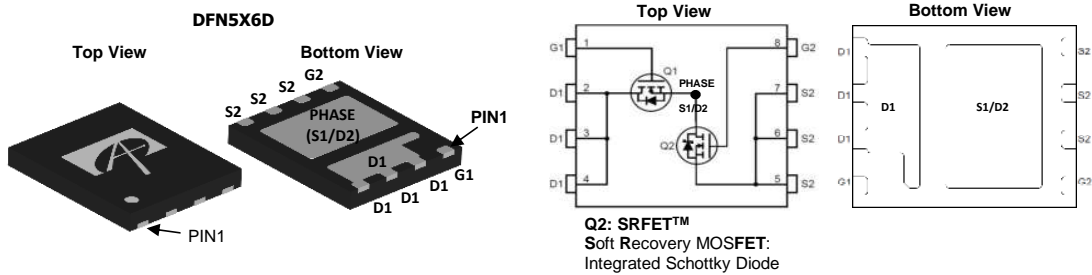 DFN5X6D
Top View
Bottom View
S2
S2
S2
G2
PHASE
(S1/D2)
D1
PIN1
G1
D1
D1
D1
PIN1
Top View
G1
1
D1
2
D1
3
D1
4
Q1
PHASE
S1/D2
Q2
8
G2
7
S2
6
S2
5
S2
Q2: SRFETTM
Soft Recovery MOSFET:
Integrated Schottky Diode
Bottom View
D1
D1
D1
G1
D1
S1/D2
S2
S2
S2
G2